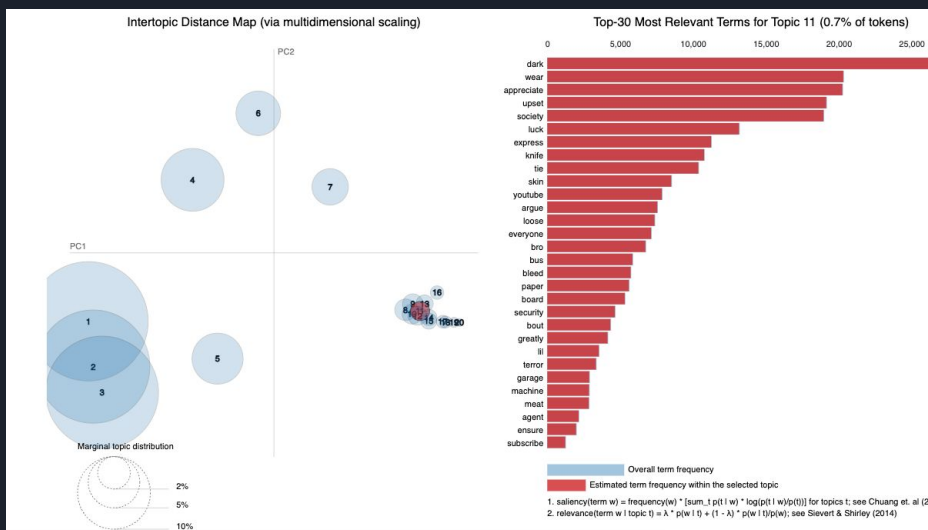 Intertopic Distance Map (via multidimensional scaling)
PC2
6
4
7
PC1
16
8
1
5
2
3
20
Marginal topic distribution
2%
5%
10%
Top-30 Most Relevant Terms for Topic 11 (0.7% of tokens)
0 5,000 10,000 15,000 20,000 25,000
dark
wear
appreciate
upset
society
luck
express
knife
tie
skin
youtube
argue
loose
everyone
bro
bus
bleed
paper
board
security
bout
greatly
lil
terror
garage
machine
meat
agent
ensure
subscribe
Overall term frequency
Estimated term frequency within the selected topic
1. saliency(term w) = frequency(w) * [sum_t p(t | w) * log(p(t | w)/p(t))] for topics t; see Chuang et. al (2
2. relevance(term w | topic t) = λ * p(w | t) + (1 - λ) * p(w | t)/p(w); see Sievert & Shirley (2014)